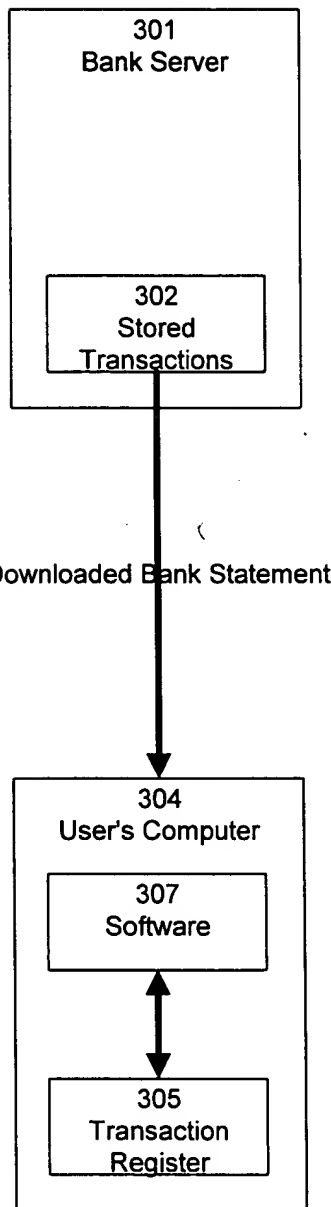 301
Bank Server
302
Stored
Transactions
Downloaded Bank Statement
304
User's Computer
307
Software
305
Transaction
Register